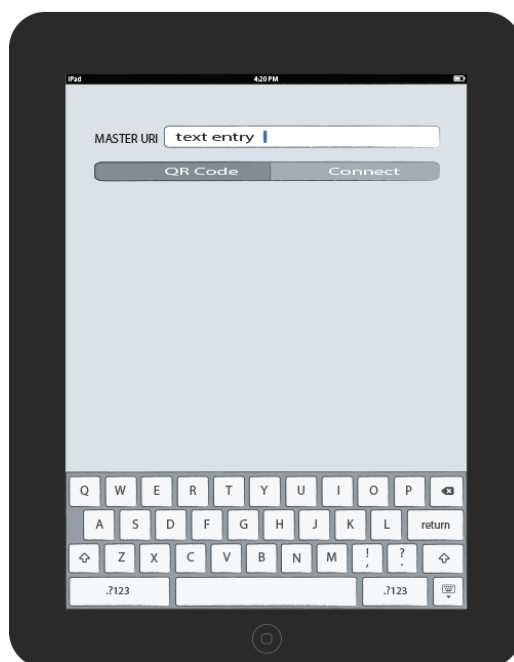 iPad 4:20 PM
MASTER URI text entry
QR Code Connect
Q W E R T Y U I O P
A S D F G H J K L return
Z X C V B N M ! , ? .
.?123 .?123